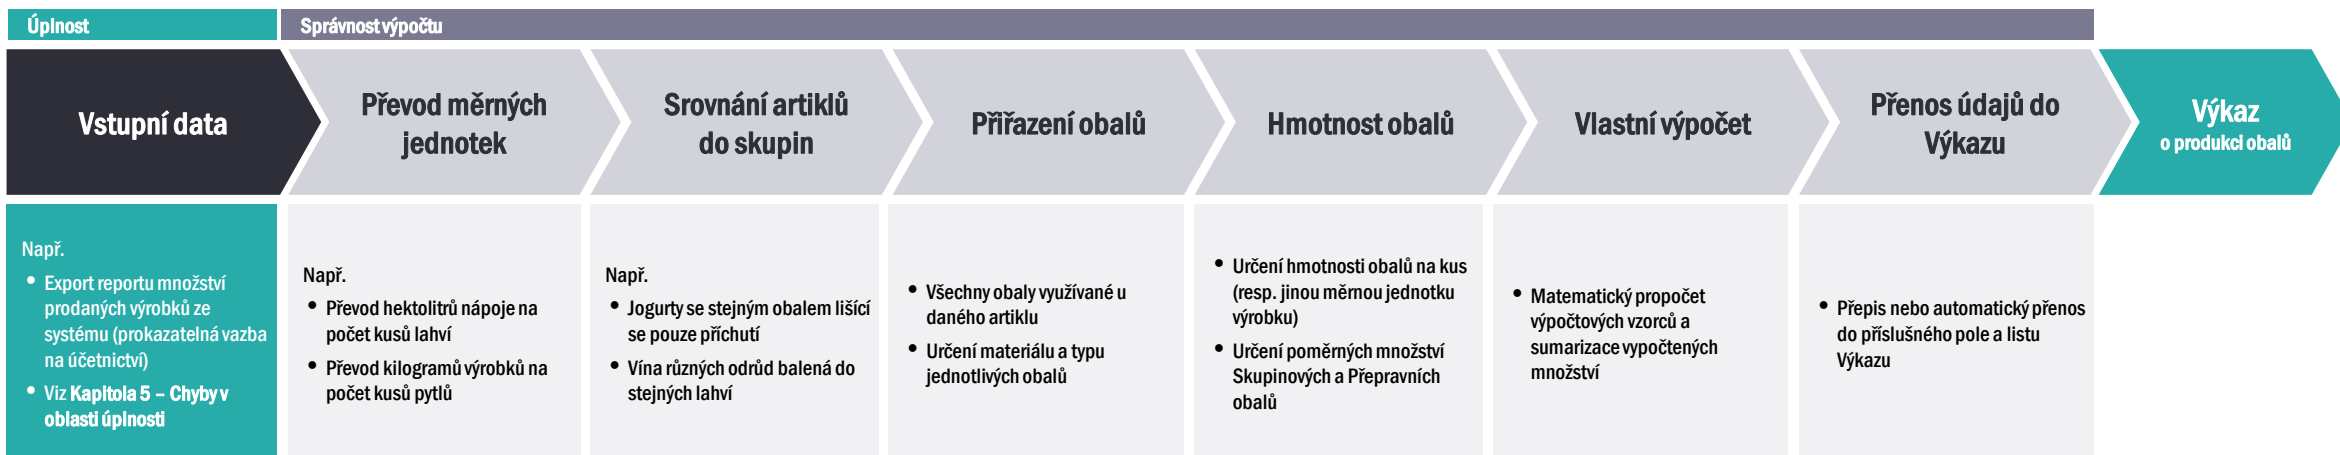 Úplnost
Správnost výpočtu
Vstupní data
Převod měrných
jednotek
Srovnání artiklů
do skupin
Přiřazení obalů
Hmotnost obalů
Vlastní výpočet
Přenos údajů do
Výkazu
Výkaz
o produkci obalů
Např.
• Export reportu množství
prodaných výrobků ze
systému (prokazatelná vazba
na účetnictví)
• Viz Kapitola 5 – Chyby v
oblasti úplnosti
Např.
• Převod hektolitrů nápoje na
počet kusů lahví
• Převod kilogramů výrobků na
počet kusů pytlů
Např.
• Jogurty se stejným obalem lišící
se pouze příchutí
• Vína různých odrůd balená do
stejných lahví
• Všechny obaly využívané u
daného artiklu
• Určení materiálu a typu
jednotlivých obalů
• Určení hmotnosti obalů na kus
(resp. jinou měrnou jednotku
výrobku)
• Určení poměrných množství
Skupinových a Přepravních
obalů
• Matematický propočet
výpočtových vzorců a
sumarizace vypočtených
množství
• Přepis nebo automatický přenos
do příslušného pole a listu
Výkazu